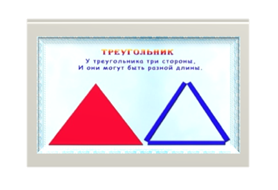 ТРЕУГОЛЬНИК
У треугольника три стороны,
И они могут быть разной длины.